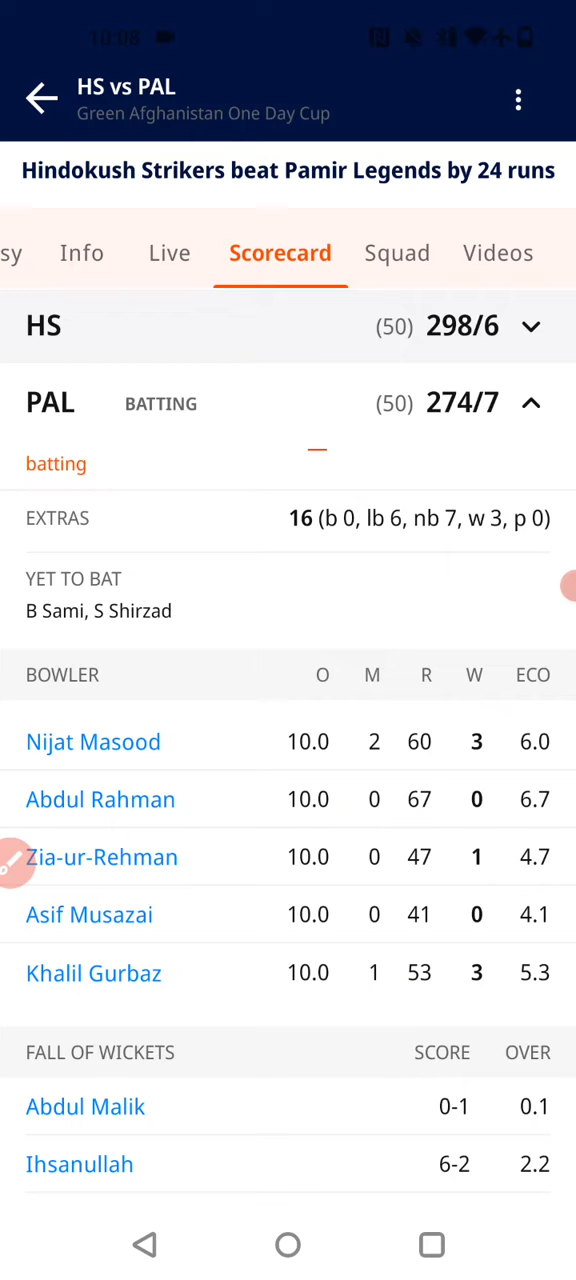 10:08
HS vs PAL
Green Afghanistan One Day Cup
Hindokush Strikers beat Pamir Legends by 24 runs
sy Info Live Scorecard Squad Videos
HS (50) 298/6
PAL BATTING (50) 274/7
batting
EXTRAS 16 (b 0, lb 6, nb 7, w 3, p 0)
YET TO BAT
B Sami, S Shirzad
BOWLER O M R W ECO
Nijat Masood 10.0 2 60 3 6.0
Abdul Rahman 10.0 0 67 0 6.7
Zia-ur-Rehman 10.0 0 47 1 4.7
Asif Musazai 10.0 0 41 0 4.1
Khalil Gurbaz 10.0 1 53 3 5.3
FALL OF WICKETS SCORE OVER
Abdul Malik 0-1 0.1
Ihsanullah 6-2 2.2